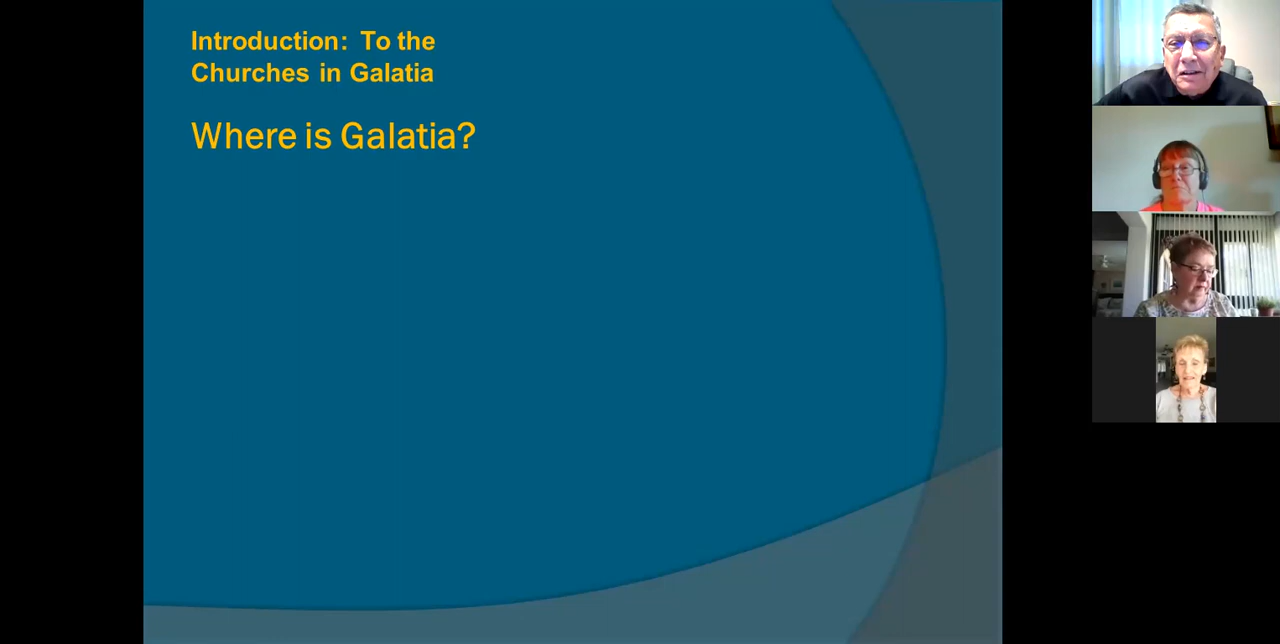 Introduction: To the
Churches in Galatia
Where is Galatia?